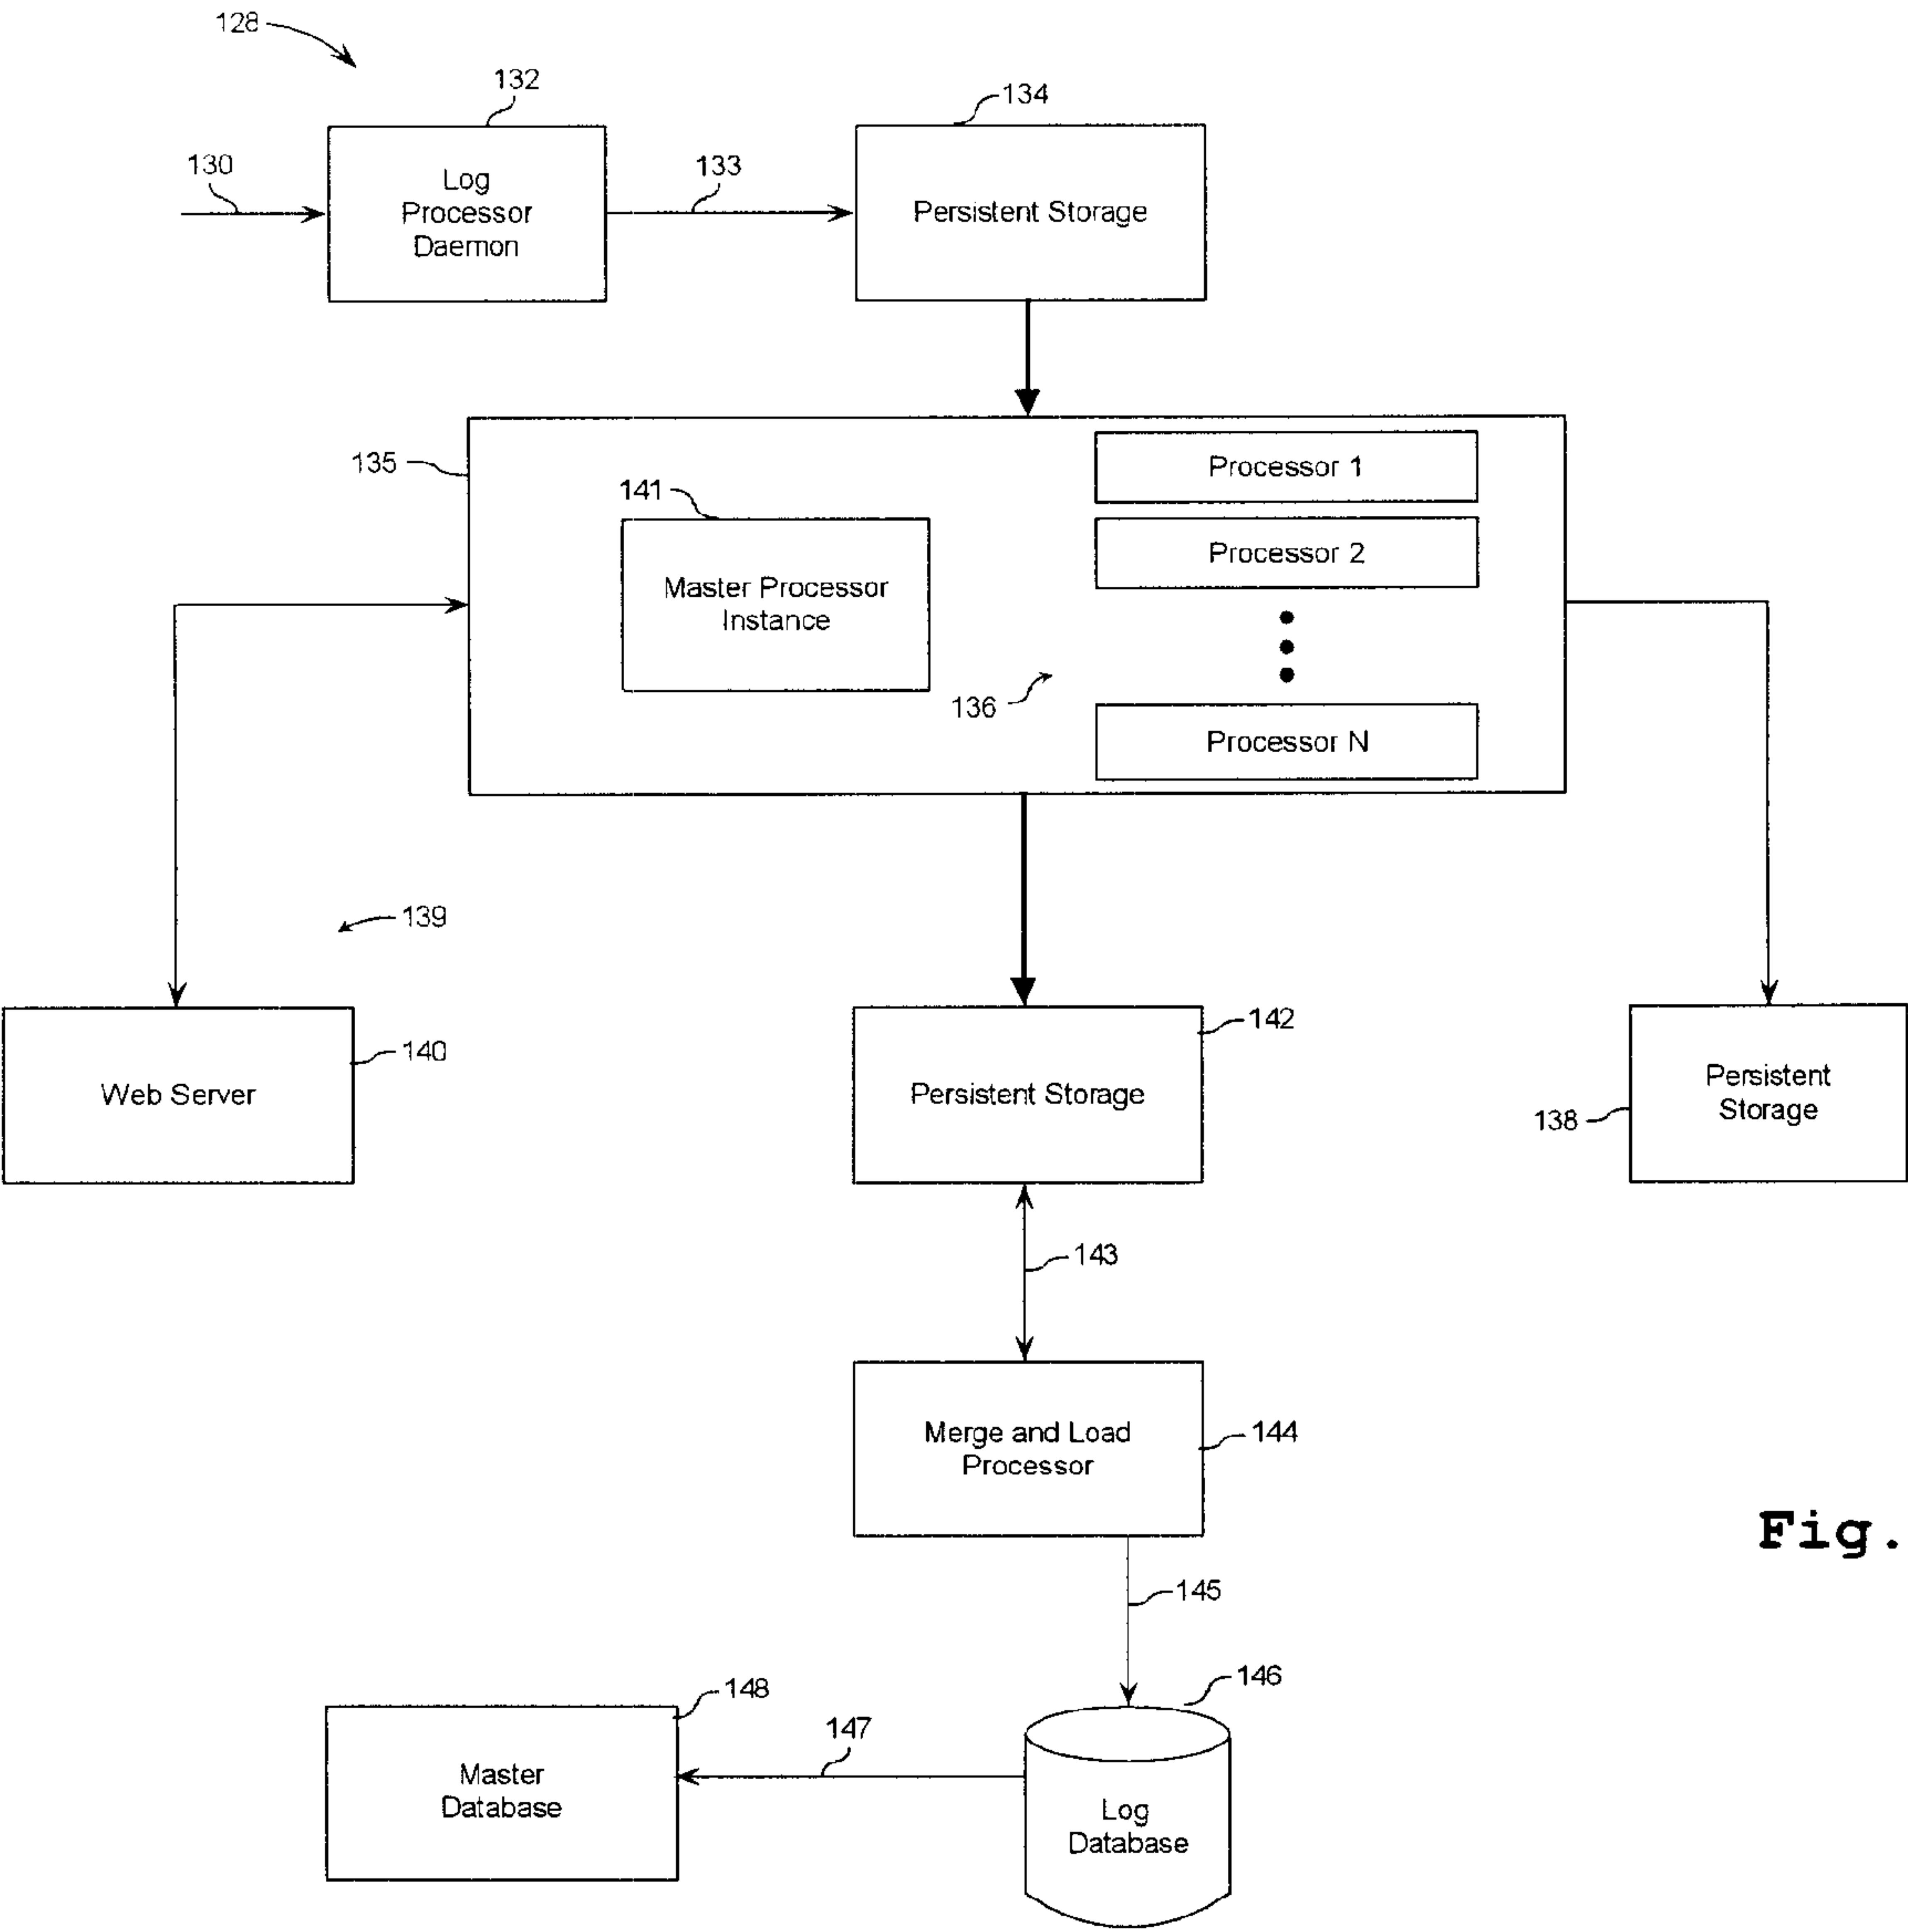 128
132
134
130
133
Log
Processor
Daemon
Persistent Storage
135
141
Processor 1
Processor 2
Master Processor
Instance
136
Processor N
139
142
140
Web Server
Persistent Storage
Persistent
Storage
138
143
Merge and Load
Processor
144
Fig.
145
146
148
147
Master
Database
Log
Database